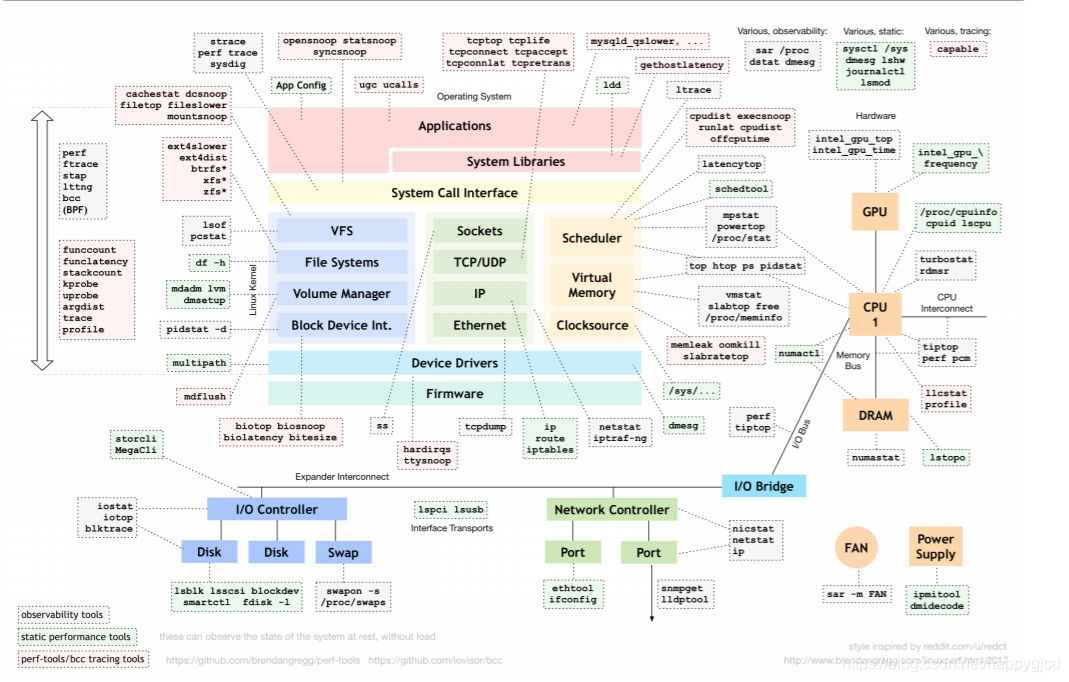 strace
perf trace
sysdig
opensnoop statsnoop
syncsnoop
tcptop tcplife
tcpconnect tcpaccept
tcpconnlat tcpretrans
mysqld_qslower, ...
gethostlatency
Various, observability:
sar /proc
dstat dmesg
Various, static:
sysctl /sys
dmesg lshw
journalctl
lsmod
Various, tracing:
capable
App Config
ugc ucalls
ldd
ltrace
Operating System
cachestat dcsnoop
filetop fileslower
mountsnoop
Applications
cpudist execsnoop
runlat cpudist
offcputime
Hardware
intel_gpu_top
intel_gpu_time
intel_gpu_\
frequency
perf
ftrace
stap
lttng
bcc
(BPF)
ext4slower
ext4dist
btrfs*
xfs*
zfs*
System Libraries
latencytop
System Call Interface
schedtool
GPU
lsof
pcstat
VFS
Sockets
Scheduler
mpstat
powertop
/proc/stat
/proc/cpuinfo
cpuid lscpu
funccount
funclatency
stackcount
kprobe
uprobe
argdist
trace
profile
df -h
File Systems
TCP/UDP
top htop ps pidstat
turbostat
rdmsr
Linux Kernel
mdadm lvm
dmsetup
Volume Manager
IP
Virtual
Memory
vmstat
slabtop free
/proc/meminfo
CPU
1
CPU
Interconnect
pidstat -d
Block Device Int.
Ethernet
Clocksource
memleak oomkill
slabratetop
numactl
Memory
Bus
tiptop
perf pcm
multipath
Device Drivers
mdflush
Firmware
/sys/...
llcstat
profile
DRAM
biotop biosnoop
biolatency bitesize
ss
tcpdump
ip
route
iptables
netstat
iptraf-ng
dmesg
perf
tiptop
I/O Bus
storcli
MegaCli
hardirqs
ttysnoop
numastat
lstopo
Expander Interconnect
I/O Bridge
iostat
iotop
blktrace
I/O Controller
lspci lsusb
Interface Transports
Network Controller
nicstat
netstat
ip
Disk
Disk
Swap
Port
Port
FAN
Power
Supply
lsblk lsscsi blockdev
smartctl fdisk -l
swapon -s
/proc/swaps
ethtool
ifconfig
snmpget
lldptool
sar -m FAN
ipmitool
dmidecode
observability tools
static performance tools
these can observe the state of the system at rest, without load
perf-tools/bcc tracing tools
https://github.com/brendangregg/perf-tools https://github.com/iovisor/bcc
style inspired by reddit.com/u/redct
http://www.brendangregg.com/linuxperf.html 2017
https://blog.csdn.net/happygjcd